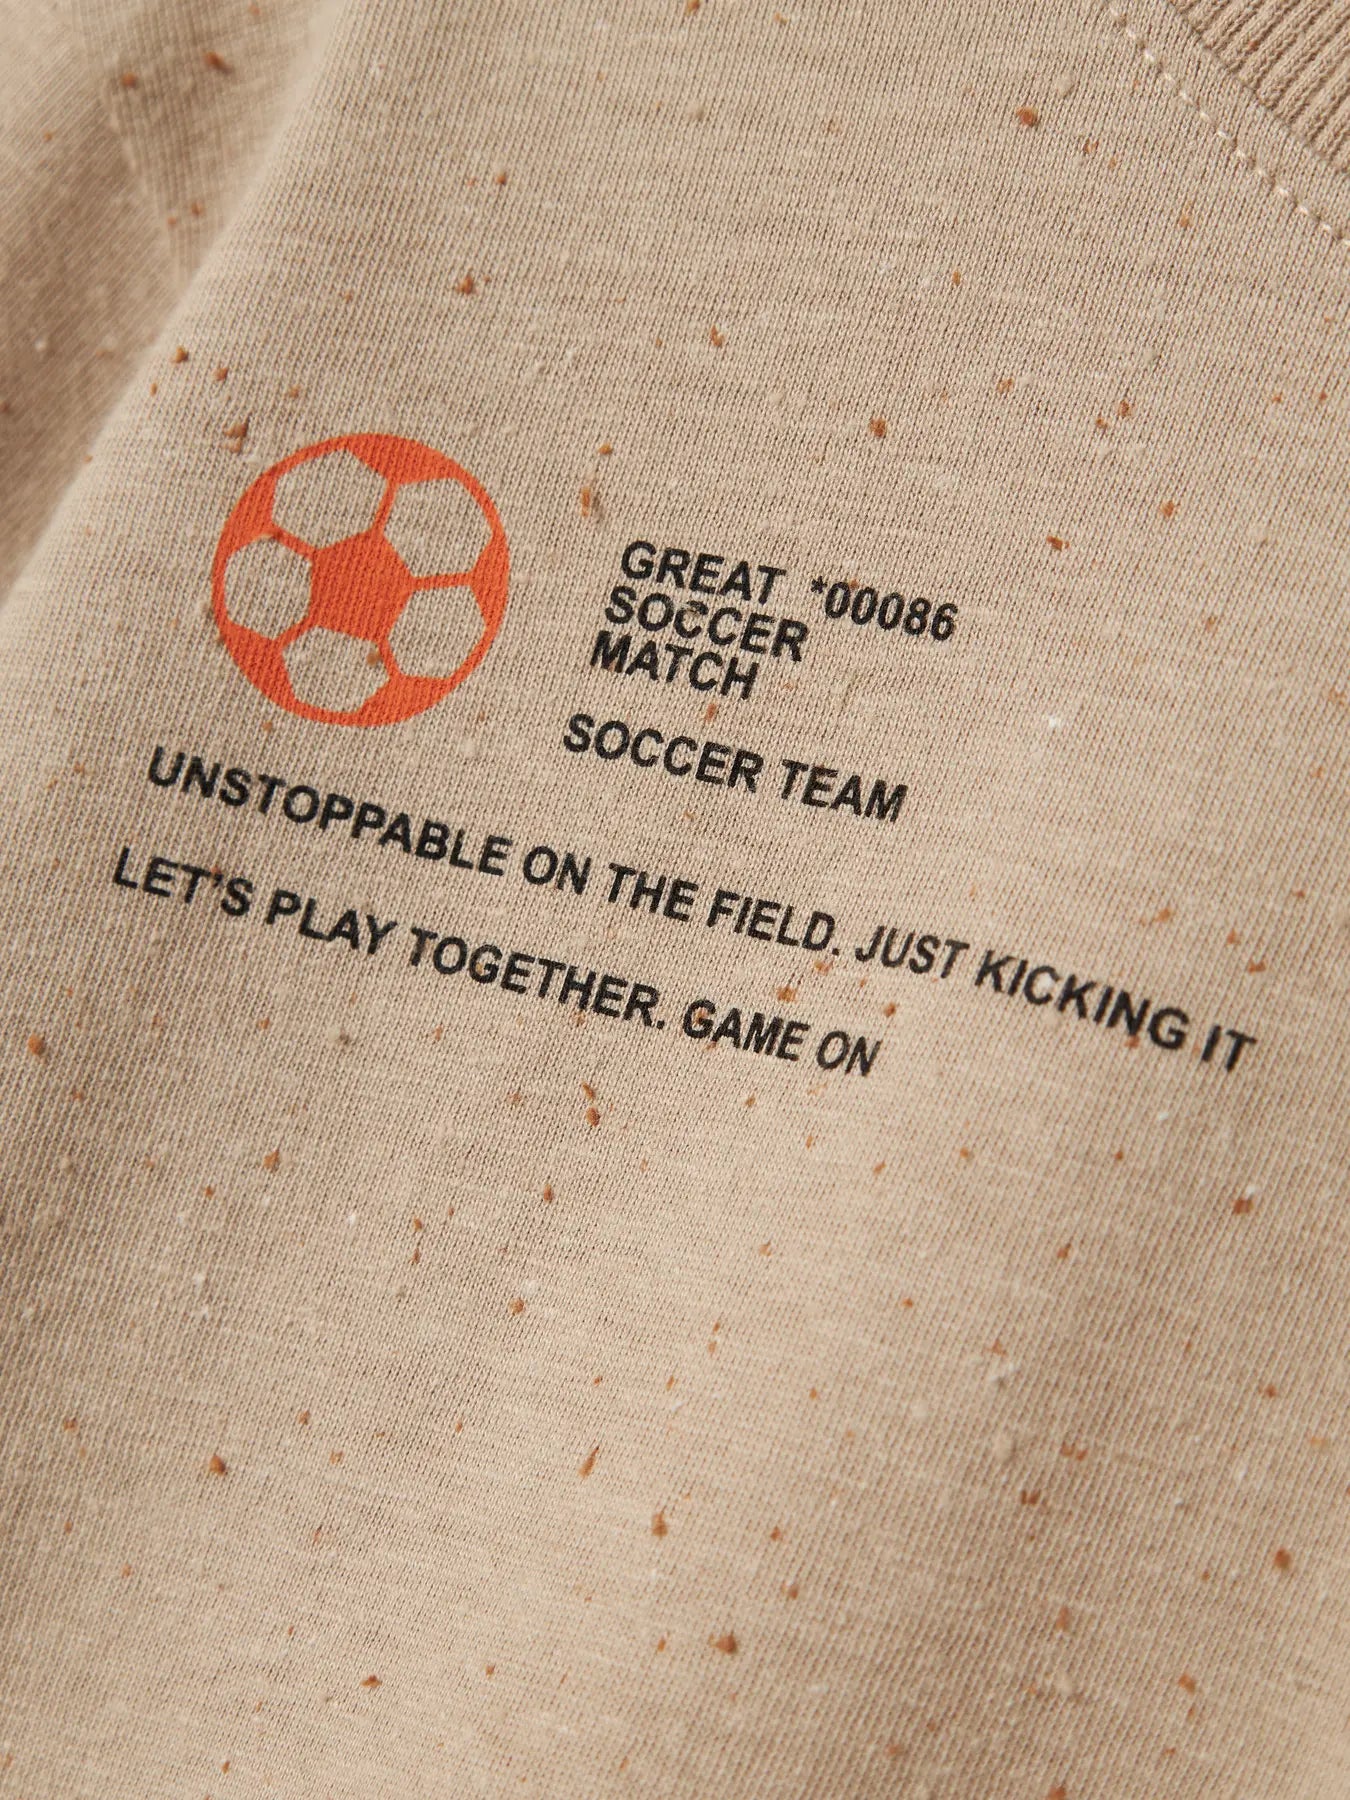 GREAT *00086
SOCCER
MATCH
SOCCER TEAM
UNSTOPPABLE ON THE FIELD. JUST KICKING IT
LET'S PLAY TOGETHER. GAME ON